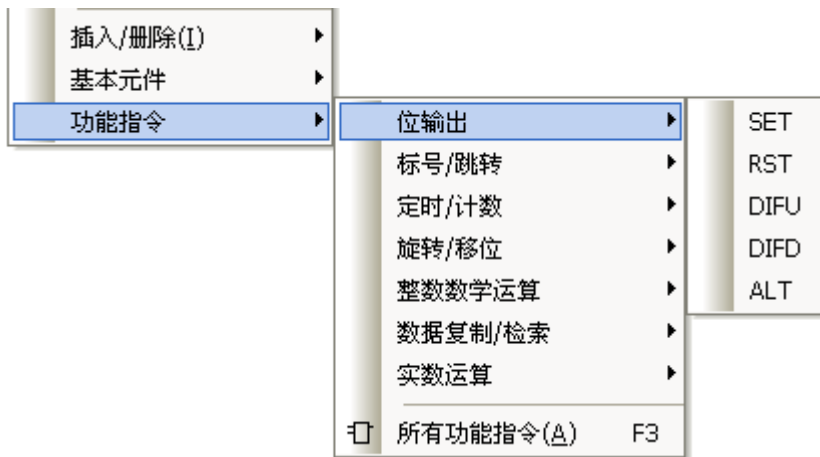 插入/删除(I)
基本元件
功能指令
位输出
标号/跳转
定时/计数
旋转/移位
整数数学运算
数据复制/检索
实数运算
所有功能指令(A) F3
SET
RST
DIFU
DIFD
ALT